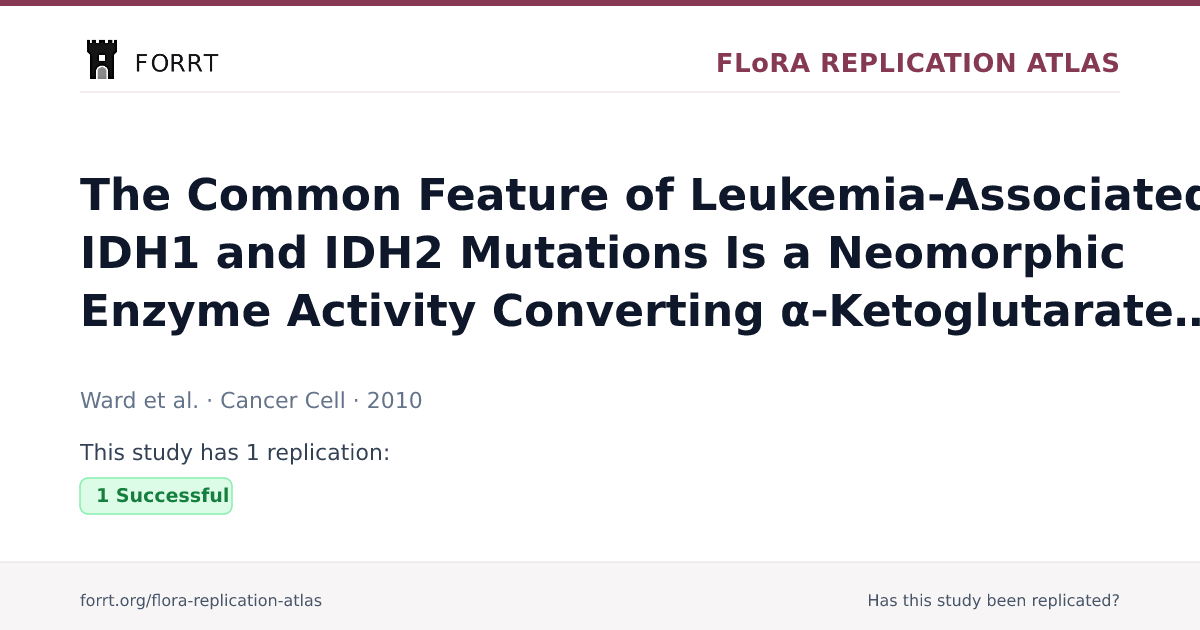 FORRT
FLoRA REPLICATION ATLAS
The Common Feature of Leukemia-Associated
IDH1 and IDH2 Mutations Is a Neomorphic
Enzyme Activity Converting α-Ketoglutarate…
Ward et al. · Cancer Cell · 2010
This study has 1 replication:
1 Successful
forrt.org/flora-replication-atlas
Has this study been replicated?